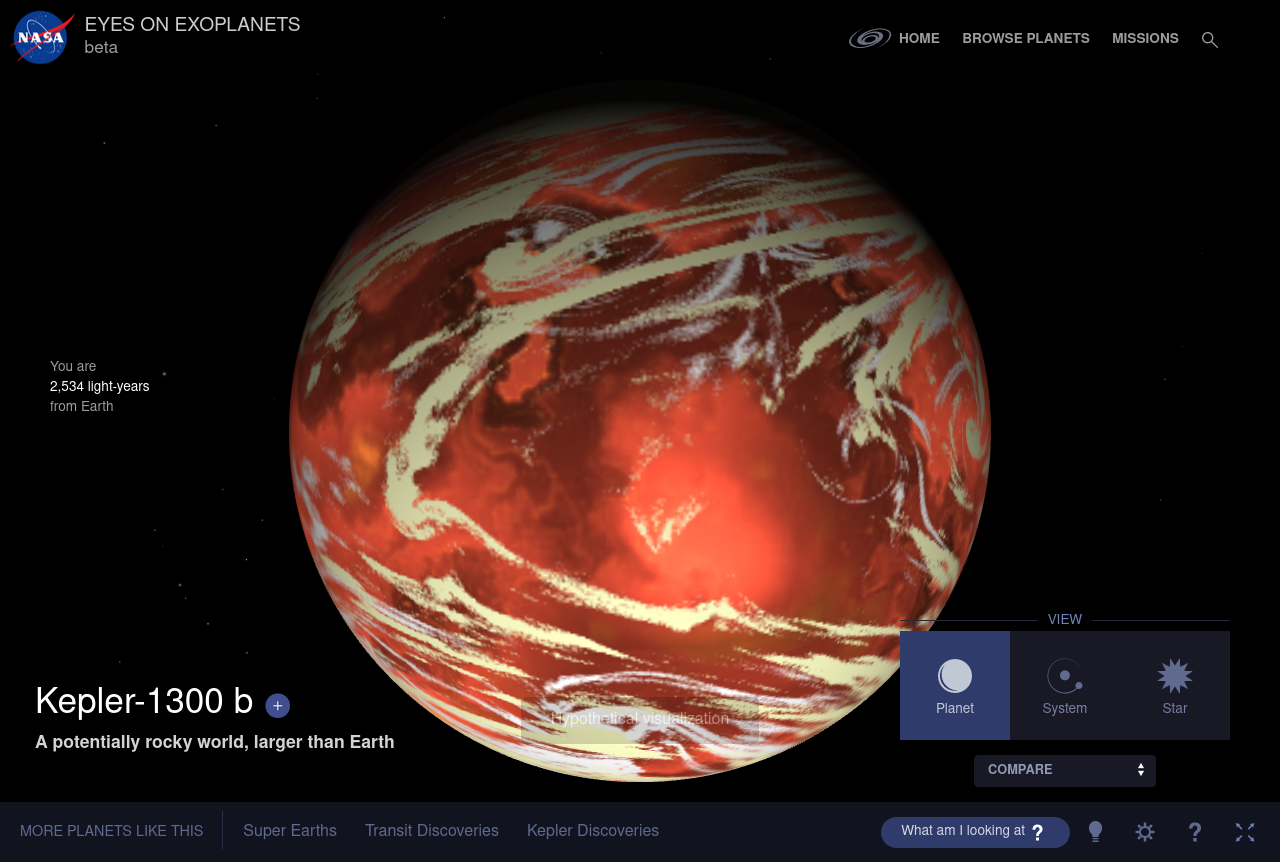 NASA
EYES ON EXOPLANETS
beta
HOME
BROWSE PLANETS
MISSIONS
You are
2,534 light-years
from Earth
VIEW
Planet
System
Star
Kepler-1300 b +
A potentially rocky world, larger than Earth
Hypothetical visualization
COMPARE
MORE PLANETS LIKE THIS
Super Earths
Transit Discoveries
Kepler Discoveries
What am I looking at ?
?